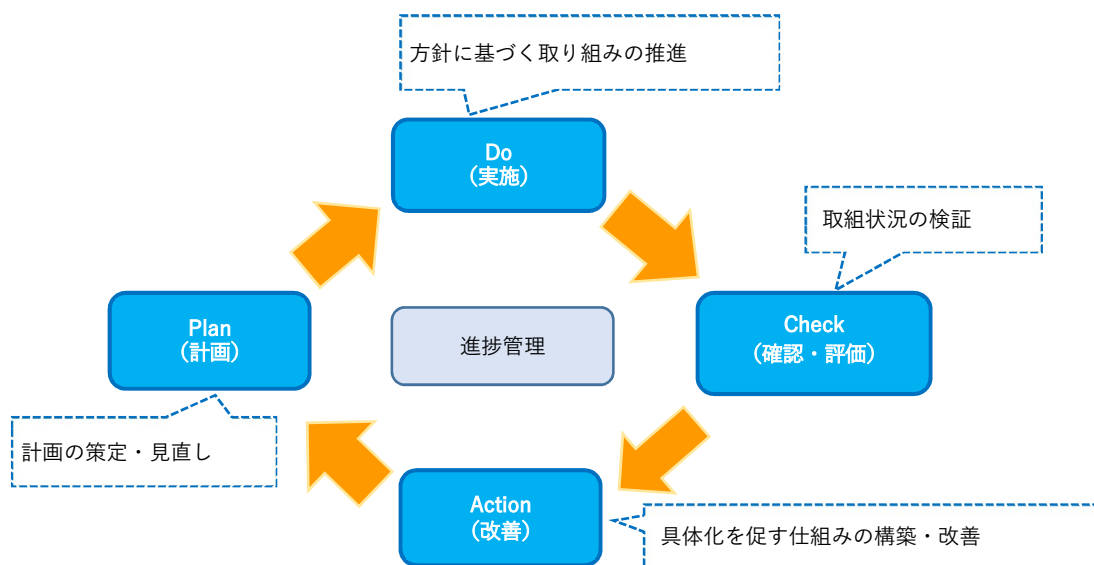 方針に基づく取り組みの推進
Do
(実施)
取組状況の検証
Plan
(計画)
進捗管理
Check
(確認・評価)
計画の策定・見直し
Action
(改善)
具体化を促す仕組みの構築・改善